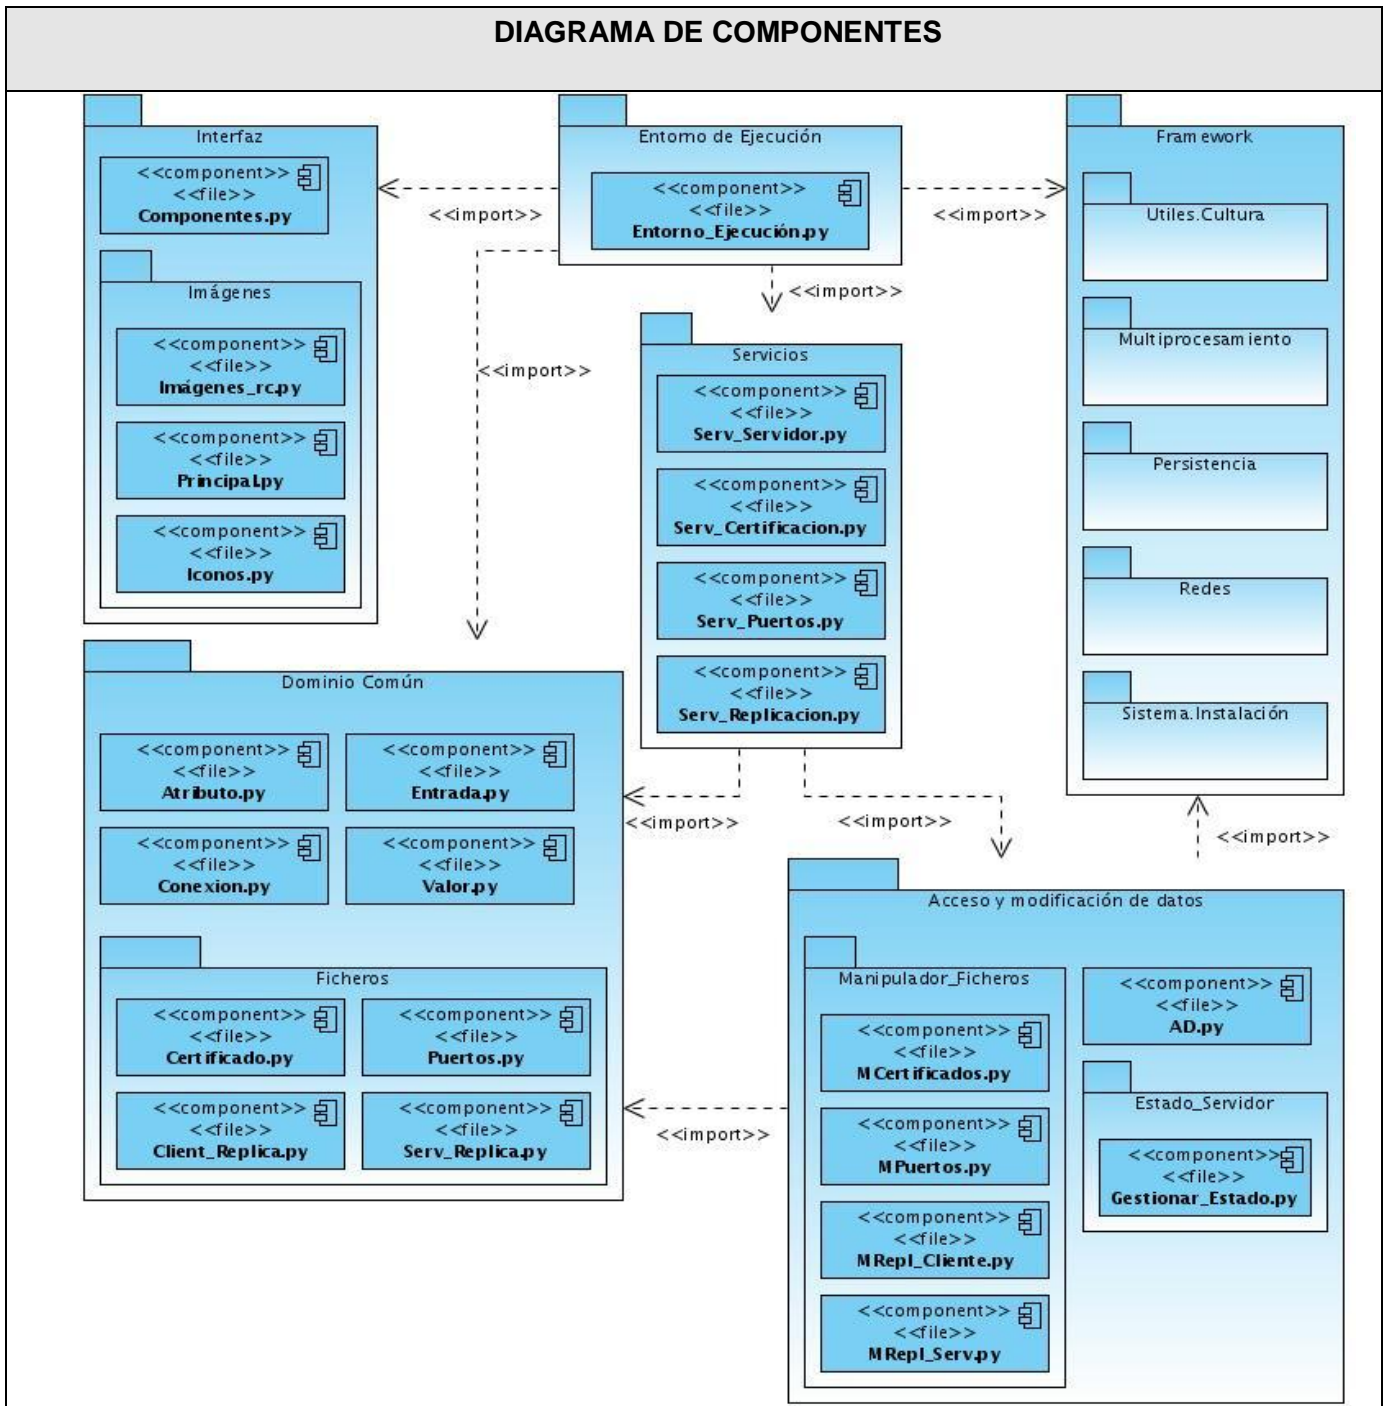 DIAGRAMA DE COMPONENTES
Interfaz
<<component>>
<<file>>
Componentes.py
Imágenes
<<component>>
<<file>>
Imágenes_rc.py
<<component>>
<<file>>
Principal.py
<<component>>
<<file>>
Iconos.py
<<import>>
Entorno de Ejecución
<<component>>
<<file>>
Entorno_Ejecución.py
<<import>>
<<import>>
<<import>>
Framework
Utiles.Cultura
Multiprocesamiento
Persistencia
Redes
Sistema.Instalación
Servicios
<<component>>
<<file>>
Serv_Servidor.py
<<component>>
<<file>>
Serv_Certificacion.py
<<component>>
<<file>>
Serv_Puertos.py
<<component>>
<<file>>
Serv_Replicacion.py
<<import>>
<<import>>
<<import>>
Dominio Común
<<component>>
<<file>>
Atributo.py
<<component>>
<<file>>
Entrada.py
<<component>>
<<file>>
Conexion.py
<<component>>
<<file>>
Valor.py
Ficheros
<<component>>
<<file>>
Certificado.py
<<component>>
<<file>>
Puertos.py
<<component>>
<<file>>
Client_Replica.py
<<component>>
<<file>>
Serv_Replica.py
<<import>>
Acceso y modificación de datos
Manipulador_Ficheros
<<component>>
<<file>>
MCertificados.py
<<component>>
<<file>>
MPuertos.py
<<component>>
<<file>>
MRepl_Cliente.py
<<component>>
<<file>>
MRepl_Serv.py
<<component>>
<<file>>
AD.py
Estado_Servidor
<<component>>
<<file>>
Gestionar_Estado.py